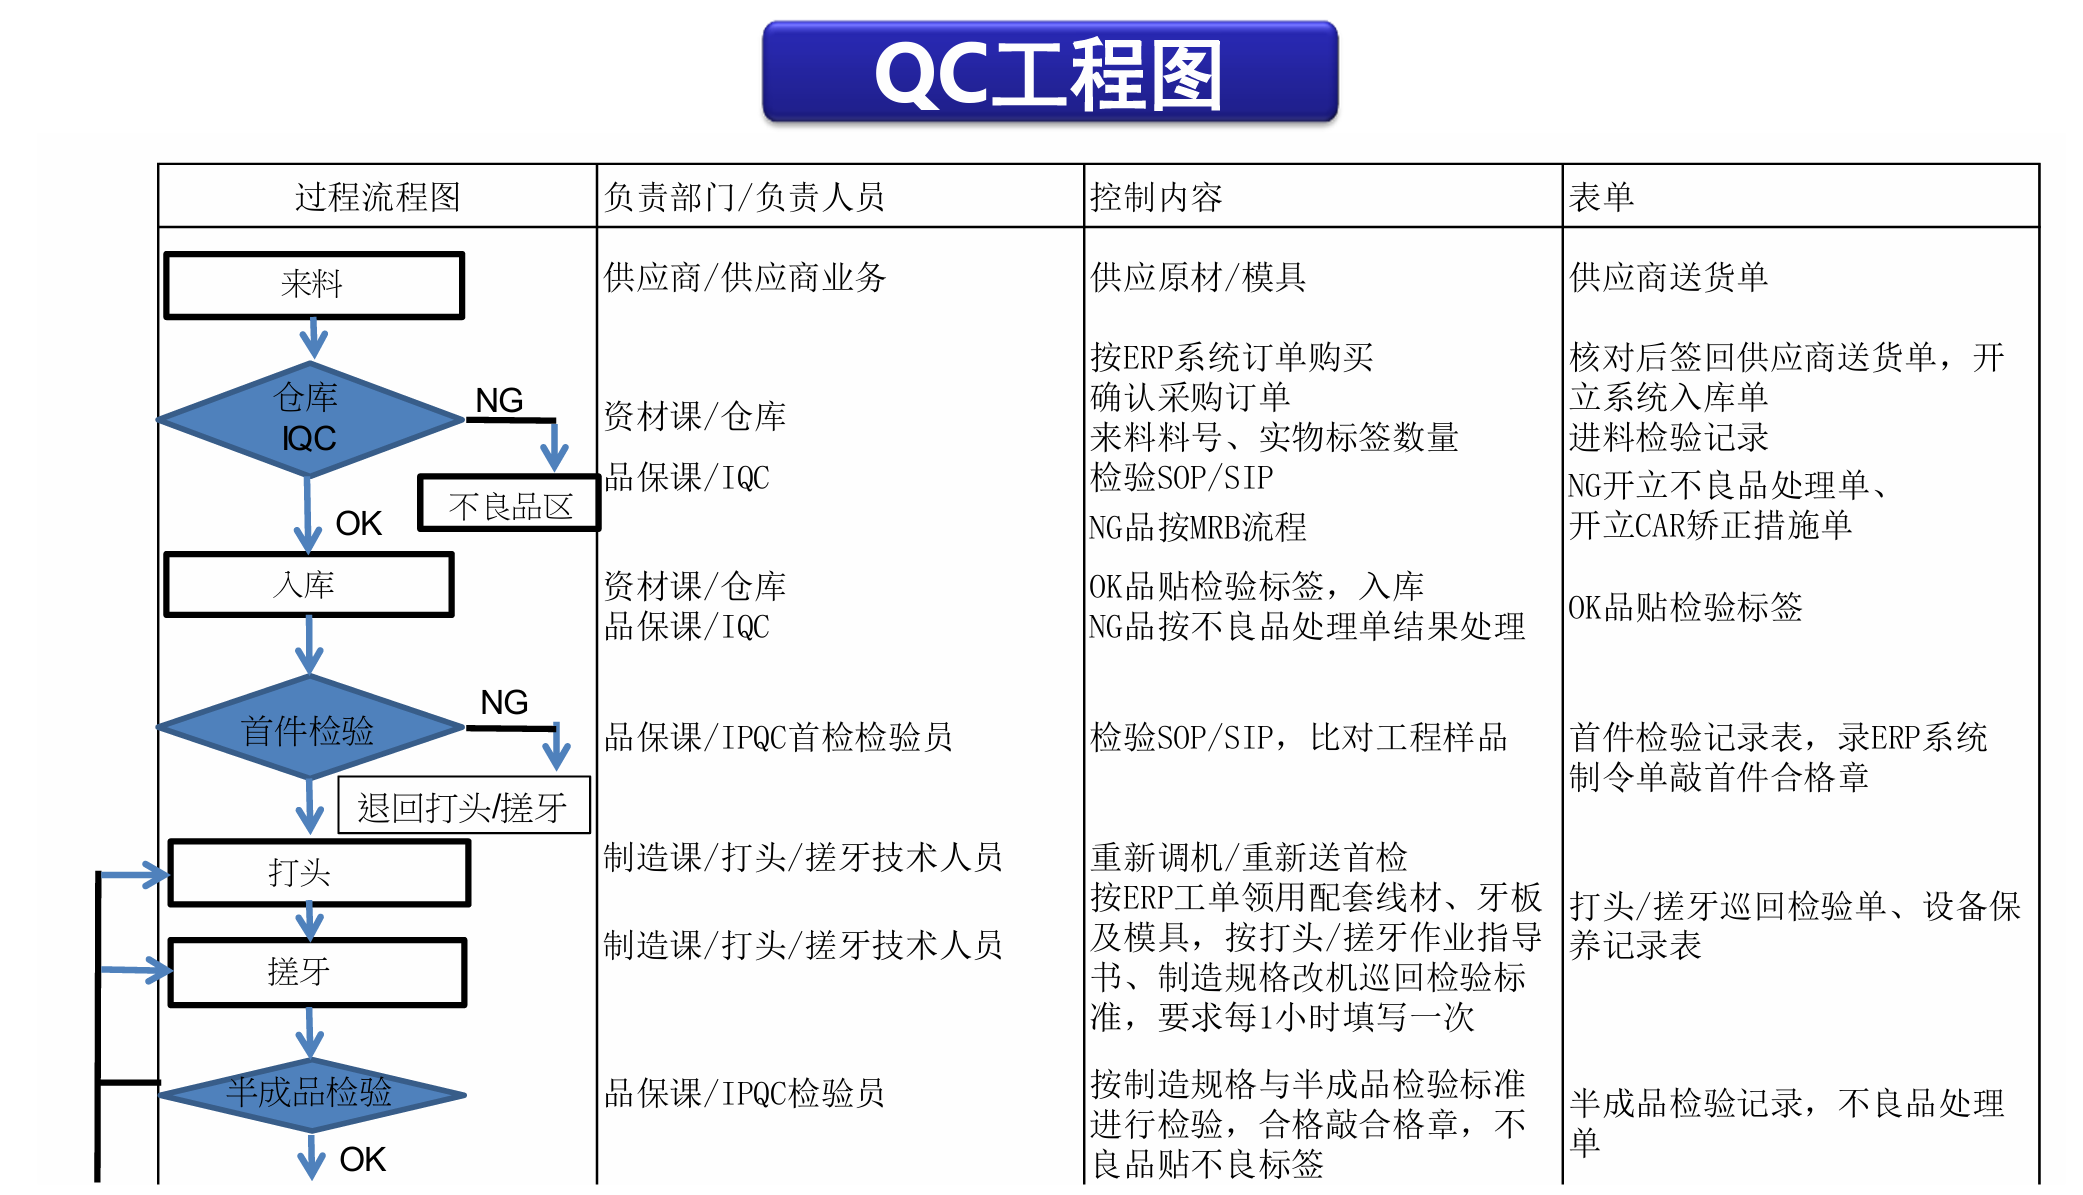 QC工程图
过程流程图
负责部门/负责人员
控制内容
表单
来料
供应商/供应商业务
供应原材/模具
供应商送货单
仓库
IQC
NG
不良品区
OK
资材课/仓库
品保课/IQC
按ERP系统订单购买
确认采购订单
来料料号、实物标签数量
检验SOP/SIP
NG品按MRB流程
核对后签回供应商送货单，开
立系统入库单
进料检验记录
NG开立不良品处理单、
开立CAR矫正措施单
入库
资材课/仓库
品保课/IQC
OK品贴检验标签，入库
NG品按不良品处理单结果处理
OK品贴检验标签
首件检验
NG
退回打头/搓牙
品保课/IPQC首检检验员
检验SOP/SIP，比对工程样品
首件检验记录表，录ERP系统
制令单敲首件合格章
打头
搓牙
制造课/打头/搓牙技术人员
制造课/打头/搓牙技术人员
重新调机/重新送首检
按ERP工单领用配套线材、牙板
及模具，按打头/搓牙作业指导
书、制造规格改机巡回检验标
准，要求每1小时填写一次
打头/搓牙巡回检验单、设备保
养记录表
半成品检验
OK
品保课/IPQC检验员
按制造规格与半成品检验标准
进行检验，合格敲合格章，不
良品贴不良标签
半成品检验记录，不良品处理
单